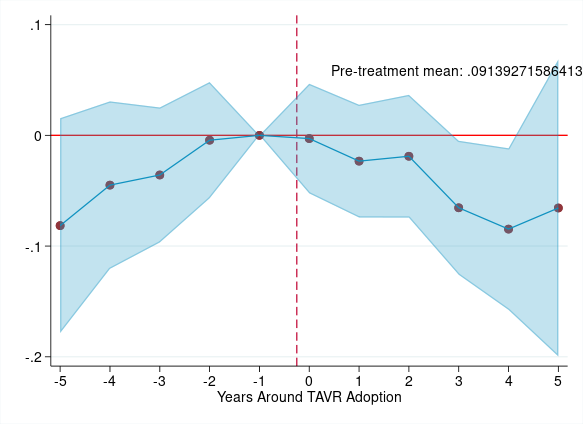 .1
Pre-treatment mean: .09139271586413
0
-.1
-.2
-5 -4 -3 -2 -1 0 1 2 3 4 5
Years Around TAVR Adoption